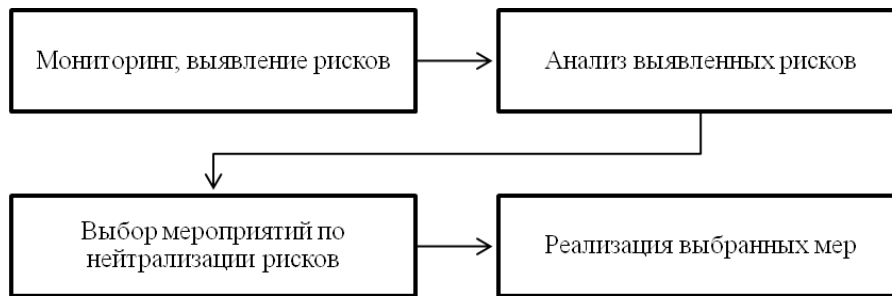 Мониторинг, выявление рисков
Анализ выявленных рисков
Выбор мероприятий по
нейтрализации рисков
Реализация выбранных мер